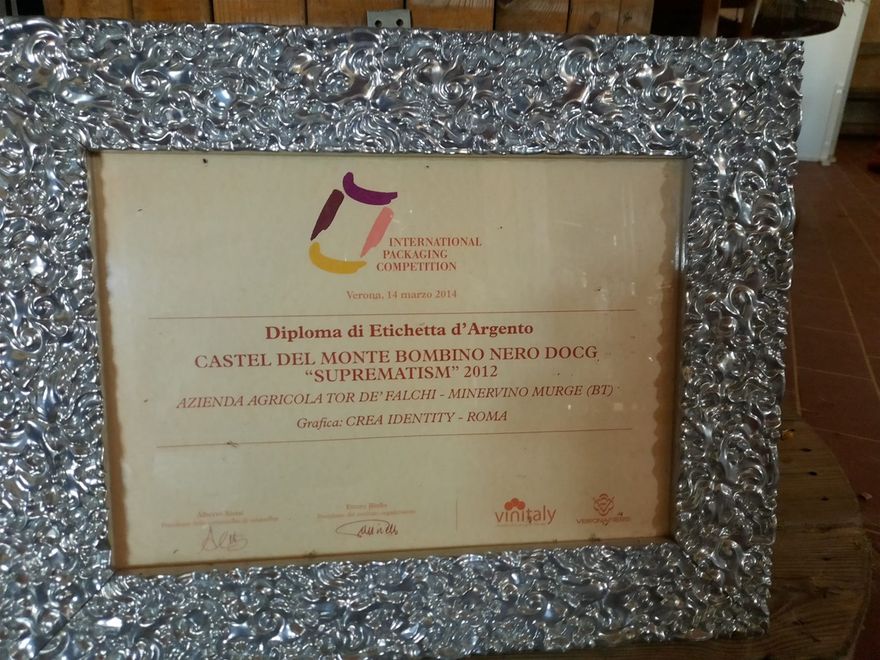 INTERNATIONAL
PACKAGING
COMPETITION
Verona, 14 marzo 2014
Diploma di Etichetta d'Argento
CASTEL DEL MONTE BOMBINO NERO DOCG
"SUPREMATISM" 2012
AZIENDA AGRICOLA TOR DE' FALCHI - MINERVINO MURGE (BT)
Grafica: CREA IDENTITY - ROMA
vinitaly
VERONAFIERE